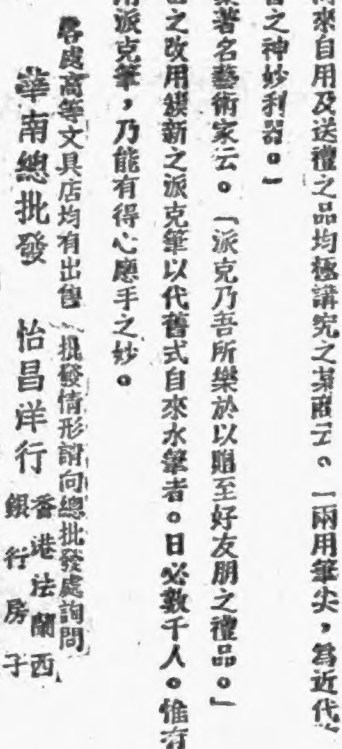 來自用及送禮之品均極講究之某商云。「兩用筆尖，為近代
之神妙利器。」
著名藝術家云。「派克乃吾所樂於以贈至好友朋之禮品。」
之改用嶄新之派克筆以代舊式自來水筆者。日必數千人。惟有
用派克筆，乃能有得心應手之妙。
各處高等文具店均有出售 批發情形請向總批發處詢問
華南總批發 怡昌洋行 香港法蘭西
銀行房子